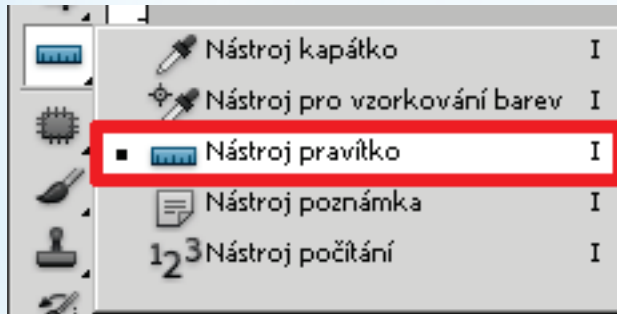 Nástroj kapátko I
Nástroj pro vzorkování barev I
Nástroj pravítko I
Nástroj poznámka I
123 Nástroj počítání I